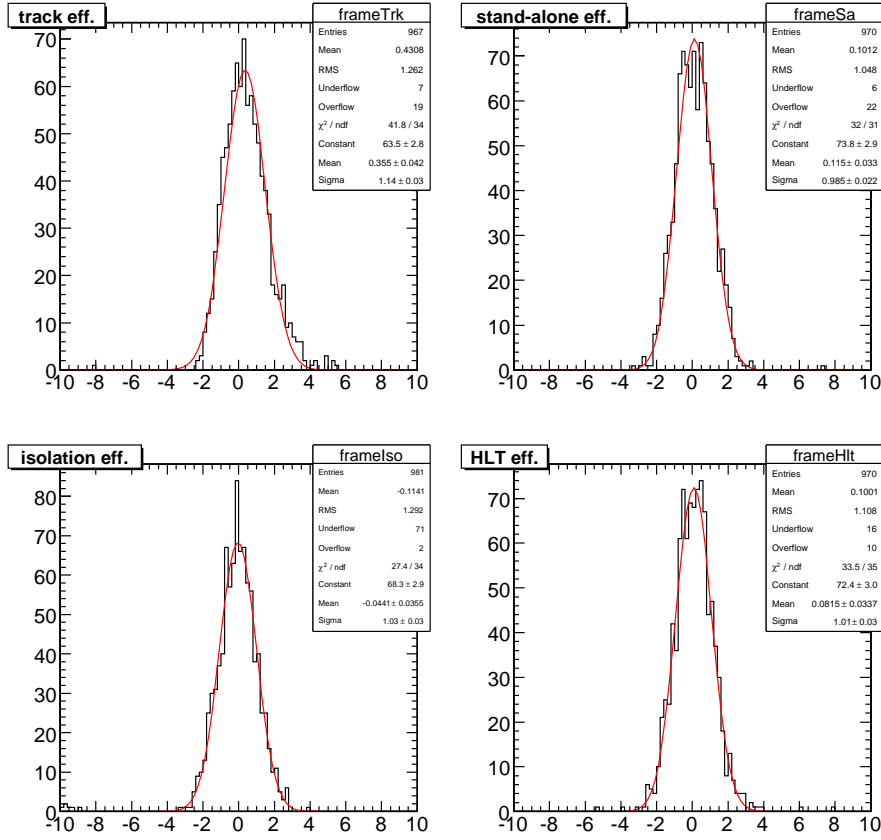 track eff.
frameTrk
Entries 967
Mean 0.4308
RMS 1.262
Underflow 7
Overflow 19
χ² / ndf 41.8 / 34
Constant 63.5 ± 2.8
Mean 0.355 ± 0.042
Sigma 1.14 ± 0.03
70
60
50
40
30
20
10
0
-10 -8 -6 -4 -2 0 2 4 6 8 10
stand-alone eff.
frameSa
Entries 970
Mean 0.1012
RMS 1.048
Underflow 6
Overflow 22
χ² / ndf 32 / 31
Constant 73.8 ± 2.9
Mean 0.115 ± 0.033
Sigma 0.985 ± 0.022
70
60
50
40
30
20
10
0
-10 -8 -6 -4 -2 0 2 4 6 8 10
isolation eff.
frameIso
Entries 981
Mean -0.1141
RMS 1.292
Underflow 71
Overflow 2
χ² / ndf 27.4 / 34
Constant 68.3 ± 2.9
Mean -0.0441 ± 0.0355
Sigma 1.03 ± 0.03
80
70
60
50
40
30
20
10
0
-10 -8 -6 -4 -2 0 2 4 6 8 10
HLT eff.
frameHlt
Entries 970
Mean 0.1001
RMS 1.108
Underflow 16
Overflow 10
χ² / ndf 33.5 / 35
Constant 72.4 ± 3.0
Mean 0.0815 ± 0.0337
Sigma 1.01 ± 0.03
70
60
50
40
30
20
10
0
-10 -8 -6 -4 -2 0 2 4 6 8 10